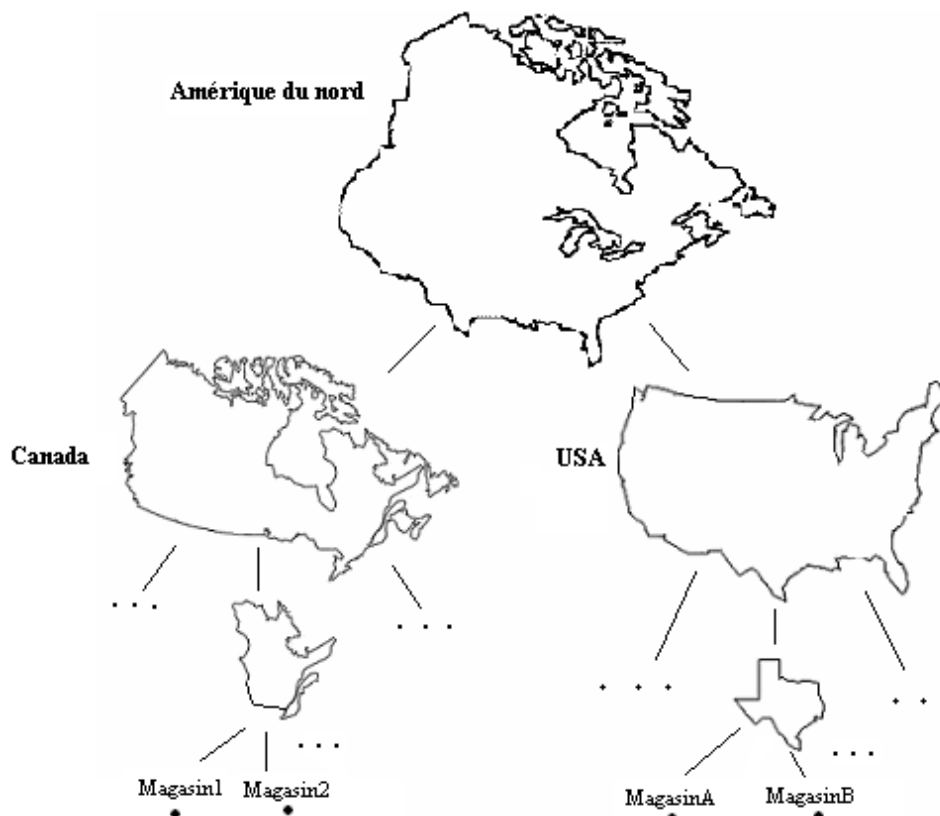 Amérique du nord
Canada
USA
. . .
. . .
. . .
. .
. . .
. . .
Magasin1 Magasin2
MagasinA MagasinB